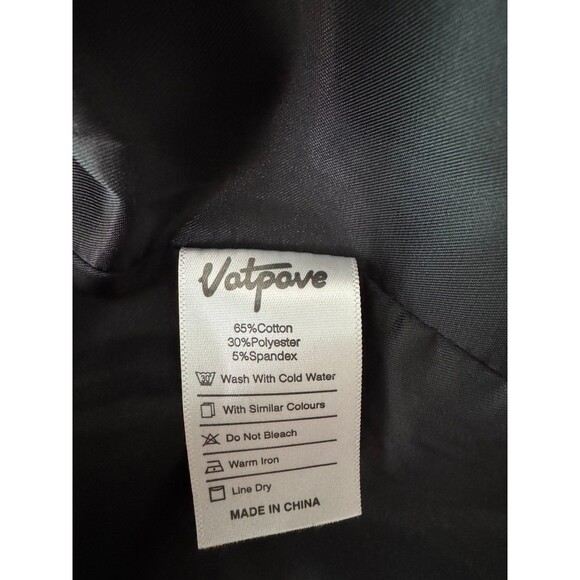 Vatpave
65%Cotton
30%Polyester
5%Spandex
30° Wash With Cold Water
With Similar Colours
Do Not Bleach
Warm Iron
Line Dry
MADE IN CHINA